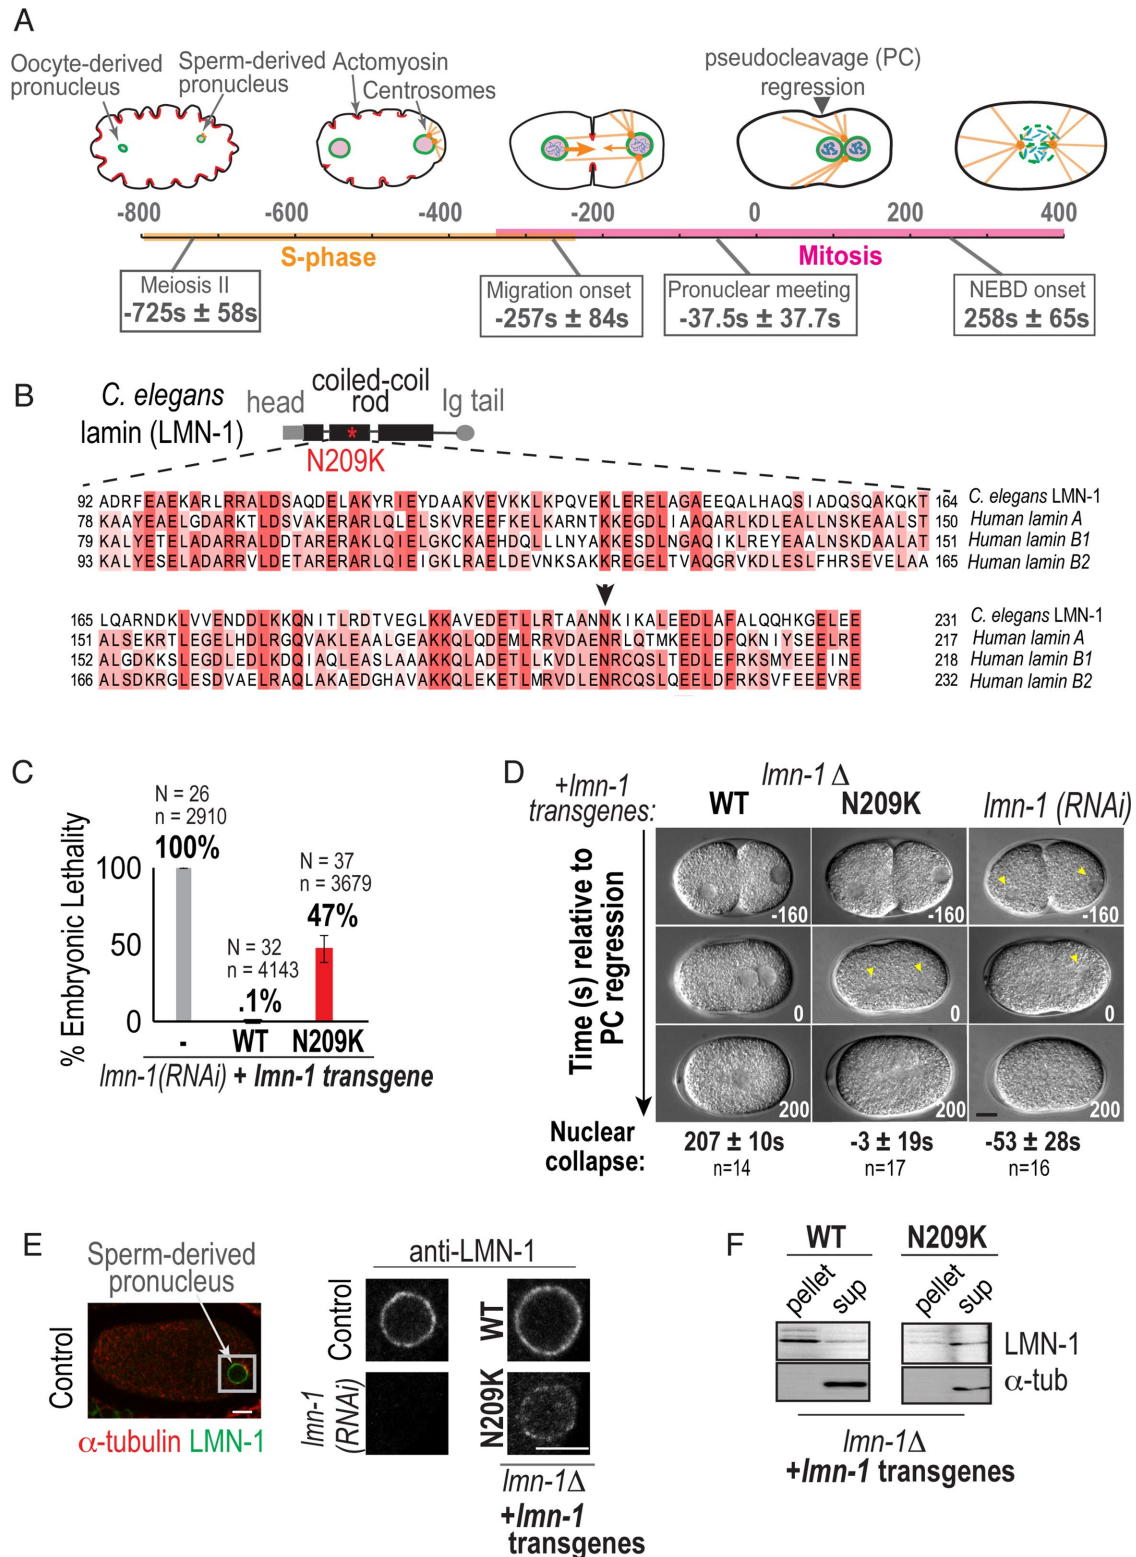 A
Oocyte-derived
pronucleus
Sperm-derived
pronucleus
Actomyosin
Centrosomes
pseudocleavage (PC)
regression
-800 -600 -400 -200 0 200 400
S-phase
Mitosis
Meiosis II
-725s ± 58s
Migration onset
-257s ± 84s
Pronuclear meeting
-37.5s ± 37.7s
NEBD onset
258s ± 65s
B
C. elegans
lamin (LMN-1)
head
coiled-coil
rod
Ig tail
*
N209K
92 ADRFEAEKARLRRALDSAQDELAKYRIEYDAAKVEVKKLKPQVEKLERELAGAEEQALHAQSIADQSQAKQKT 164 C. elegans LMN-1
78 KAAYEAELGDARKTLDSVAKERARLQLELSKVREEFKELKARNTKKEGDLIAAQARLKDLEALLNSKEAALST 150 Human lamin A
79 KALYETELADARRALDDTARERARLQIELGKCKAEHDQLLLNYAKKESDLNGAQIKLREYEAALNSKDAALAT 151 Human lamin B1
93 KALYESELADARRVLDETARERARLQIEIGKLRAELDEVNKSAKKREGELTVAQGRVKDLESLFHRSEVELAA 165 Human lamin B2
165 LQARNDKLVVENDDLKKQNITLRDTVEGLKKAVEDETLLRTAANNKIKALEEDLAFALQQHKGELEE 231 C. elegans LMN-1
151 ALSEKRTLEGELHDLRGQVAKLEAALGEAKKQLQDEMLRRVDAENRLQTMKEELDFQKNIYSEELRE 217 Human lamin A
152 ALGDKKSLEGDLEDLKDQIAQLEASLAAAKKQLADETLLKVDLENRCQSLTEDLEFRKSMYEEEINE 218 Human lamin B1
166 ALSDKRGLESDVAELRAQLAKAEDGHAVAKKQLEKETLMRVDLENRCQSLQEELDFRKSVFEEEVRE 232 Human lamin B2
C
% Embryonic Lethality
100
50
0
N = 26
n = 2910
100%
N = 32
n = 4143
.1%
N = 37
n = 3679
47%
- WT N209K
lmn-1(RNAi) + lmn-1 transgene
D
+lmn-1
transgenes:
lmn-1 Δ
WT
N209K
lmn-1 (RNAi)
Time (s) relative to
PC regression
-160 -160 -160
0 0 0
200 200 200
Nuclear
collapse:
207 ± 10s -3 ± 19s -53 ± 28s
n=14 n=17 n=16
E
Sperm-derived
pronucleus
Control
α-tubulin LMN-1
anti-LMN-1
Control
lmn-1
(RNAi)
WT
N209K
lmn-1Δ
+lmn-1
transgenes
F
WT
N209K
pellet
sup
pellet
sup
LMN-1
α-tub
lmn-1Δ
+lmn-1 transgenes